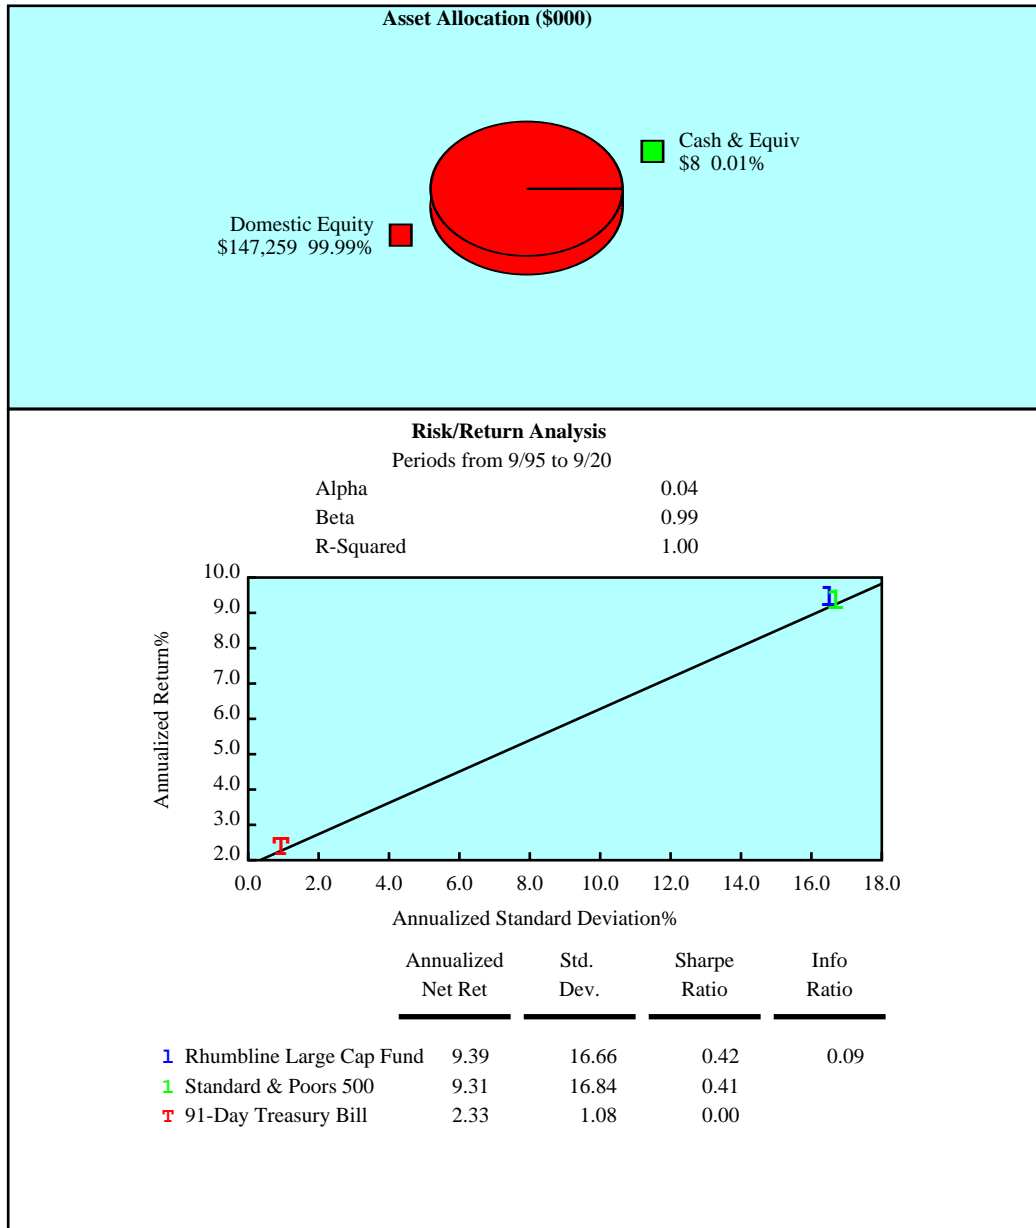 Asset Allocation ($000)
Cash & Equiv
$8 0.01%
Domestic Equity
$147,259 99.99%
Risk/Return Analysis
Periods from 9/95 to 9/20
Alpha 0.04
Beta 0.99
R-Squared 1.00
Annualized Return%
10.0
9.0
8.0
7.0
6.0
5.0
4.0
3.0
2.0
1
1
T
0.0 2.0 4.0 6.0 8.0 10.0 12.0 14.0 16.0 18.0
Annualized Standard Deviation%
Annualized Std. Sharpe Info
Net Ret Dev. Ratio Ratio
1 Rhumbline Large Cap Fund 9.39 16.66 0.42 0.09
1 Standard & Poors 500 9.31 16.84 0.41
T 91-Day Treasury Bill 2.33 1.08 0.00